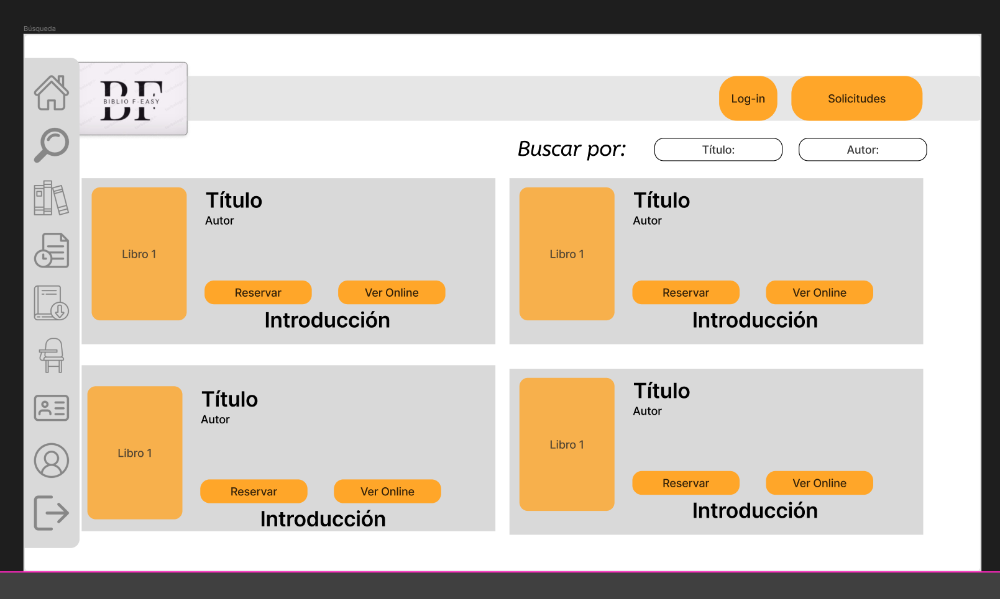 Búsqueda
BF
BIBLIO F-EASY
Log-in
Solicitudes
Buscar por:
Título:
Autor:
Libro 1
Título
Autor
Reservar
Ver Online
Introducción
Libro 1
Título
Autor
Reservar
Ver Online
Introducción
Libro 1
Título
Autor
Reservar
Ver Online
Introducción
Libro 1
Título
Autor
Reservar
Ver Online
Introducción